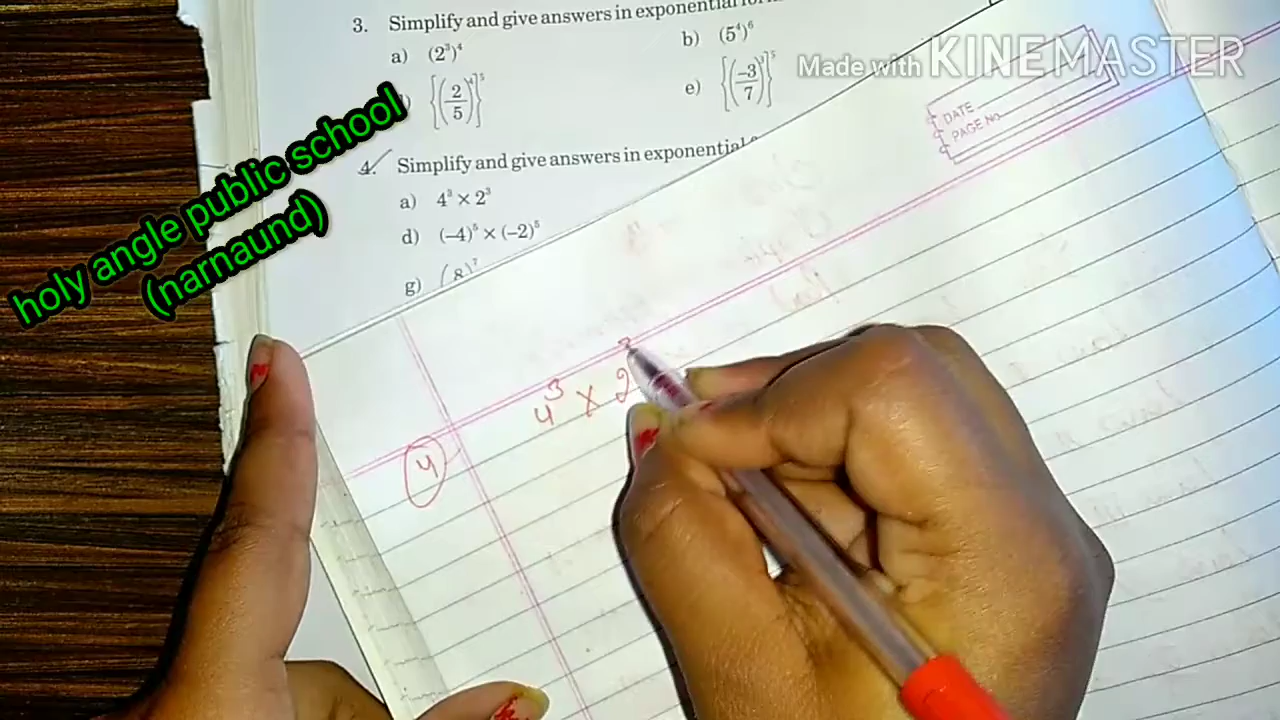 3. Simplify and give answers in exponential
a) (2³)⁴
b) (5⁴)⁶
{(2/5)⁴}⁵
e) {(-3/7)}⁵
4. Simplify and give answers in exponential
a) 4³ × 2³
d) (–4)⁵ × (–2)⁵
g) (8)⁷
Made with KINEMASTER
holy angle public school
(narnaund)
DATE
PAGE No
4
4³ × 2